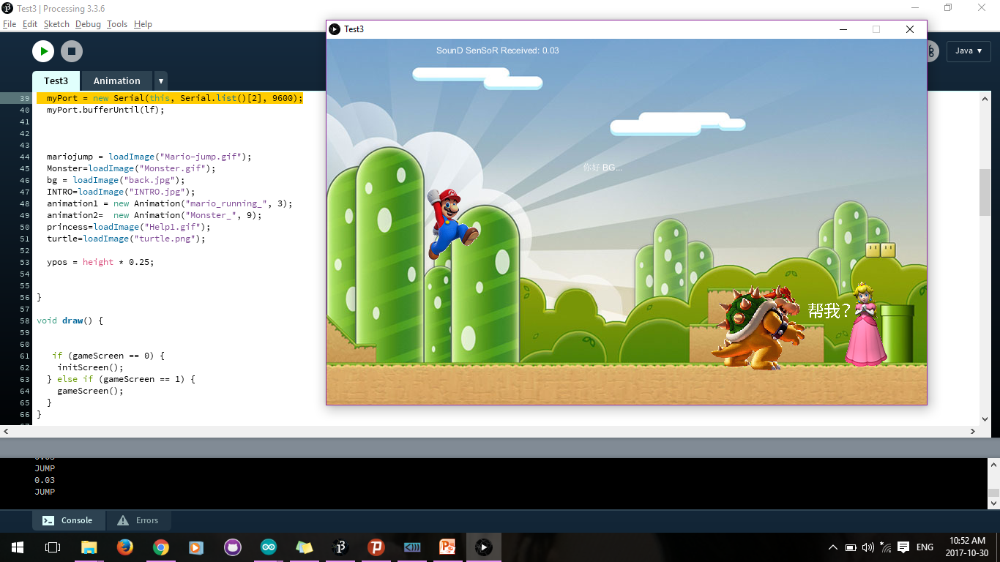 Test3 | Processing 3.3.6
File Edit Sketch Debug Tools Help
Test3
Java ▼
Test3 Animation ▼
SounD SenSoR Received: 0.03
你好 BG...
帮我？
39 myPort = new Serial(this, Serial.list()[2], 9600);
40 myPort.bufferUntil(lf);
41
42
43
44 mariojump = loadImage("Mario-jump.gif");
45 Monster=loadImage("Monster.gif");
46 bg = loadImage("back.jpg");
47 INTRO=loadImage("INTRO.jpg");
48 animation1 = new Animation("mario_running_", 3);
49 animation2=  new Animation("Monster_", 9);
50 princess=loadImage("Help1.gif");
51 turtle=loadImage("turtle.png");
52
53 ypos = height * 0.25;
54
55
56 }
57
58 void draw() {
59
60
61 if (gameScreen == 0) {
62 initScreen();
63 } else if (gameScreen == 1) {
64 gameScreen();
65 }
66 }
JUMP
0.03
JUMP
Console Errors
ENG
10:52 AM
2017-10-30